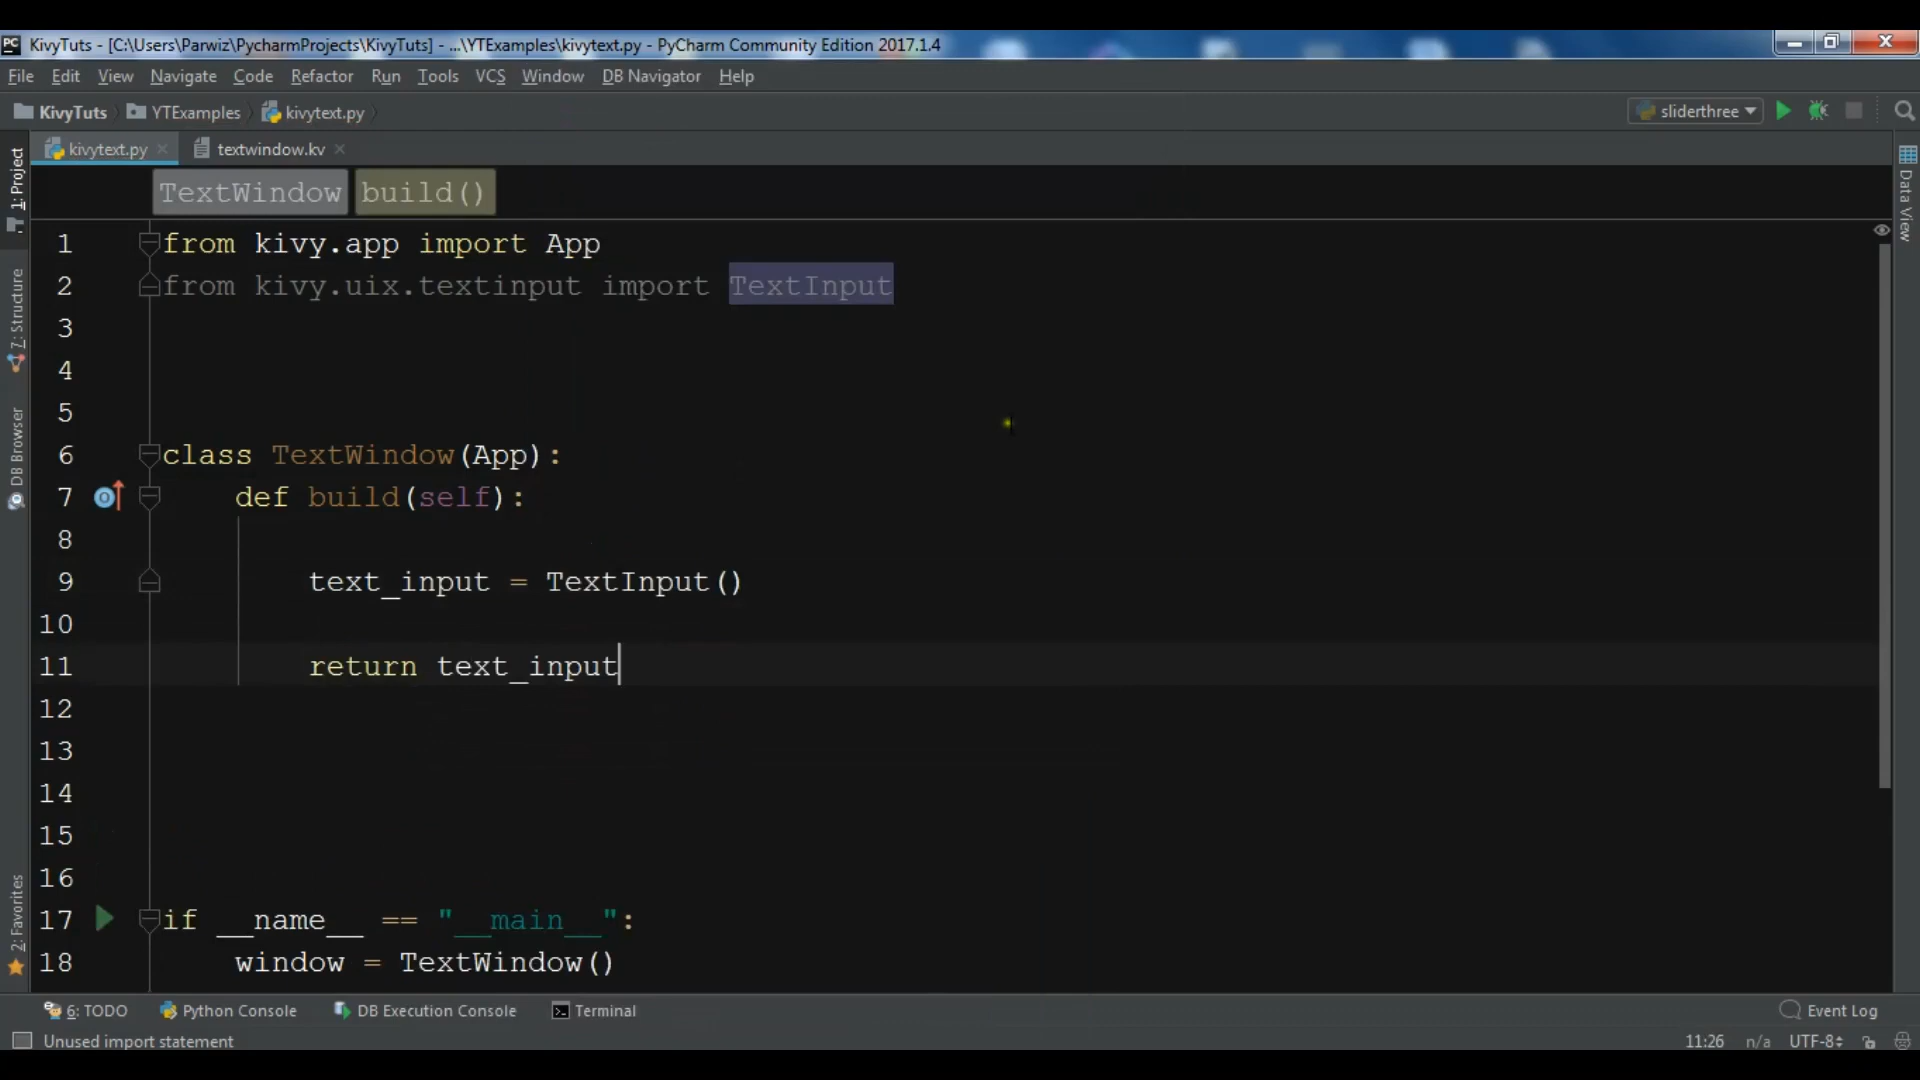 PC KivyTuts - [C:\Users\Parwiz\PycharmProjects\KivyTuts] - ...\YTExamples\kivytext.py - PyCharm Community Edition 2017.1.4
File Edit View Navigate Code Refactor Run Tools VCS Window DB Navigator Help
KivyTuts YTExamples kivytext.py sliderthree
kivytext.py textwindow.kv
TextWindow build()
1 from kivy.app import App
2 from kivy.uix.textinput import TextInput
3
4
5
6 class TextWindow(App):
7 def build(self):
8
9 text_input = TextInput()
10
11 return text_input
12
13
14
15
16
17 if __name__ == "__main__":
18 window = TextWindow()
1: Project
7: Structure
DB Browser
2: Favorites
Data View
6: TODO Python Console DB Execution Console Terminal Event Log
Unused import statement 11:26 n/a UTF-8